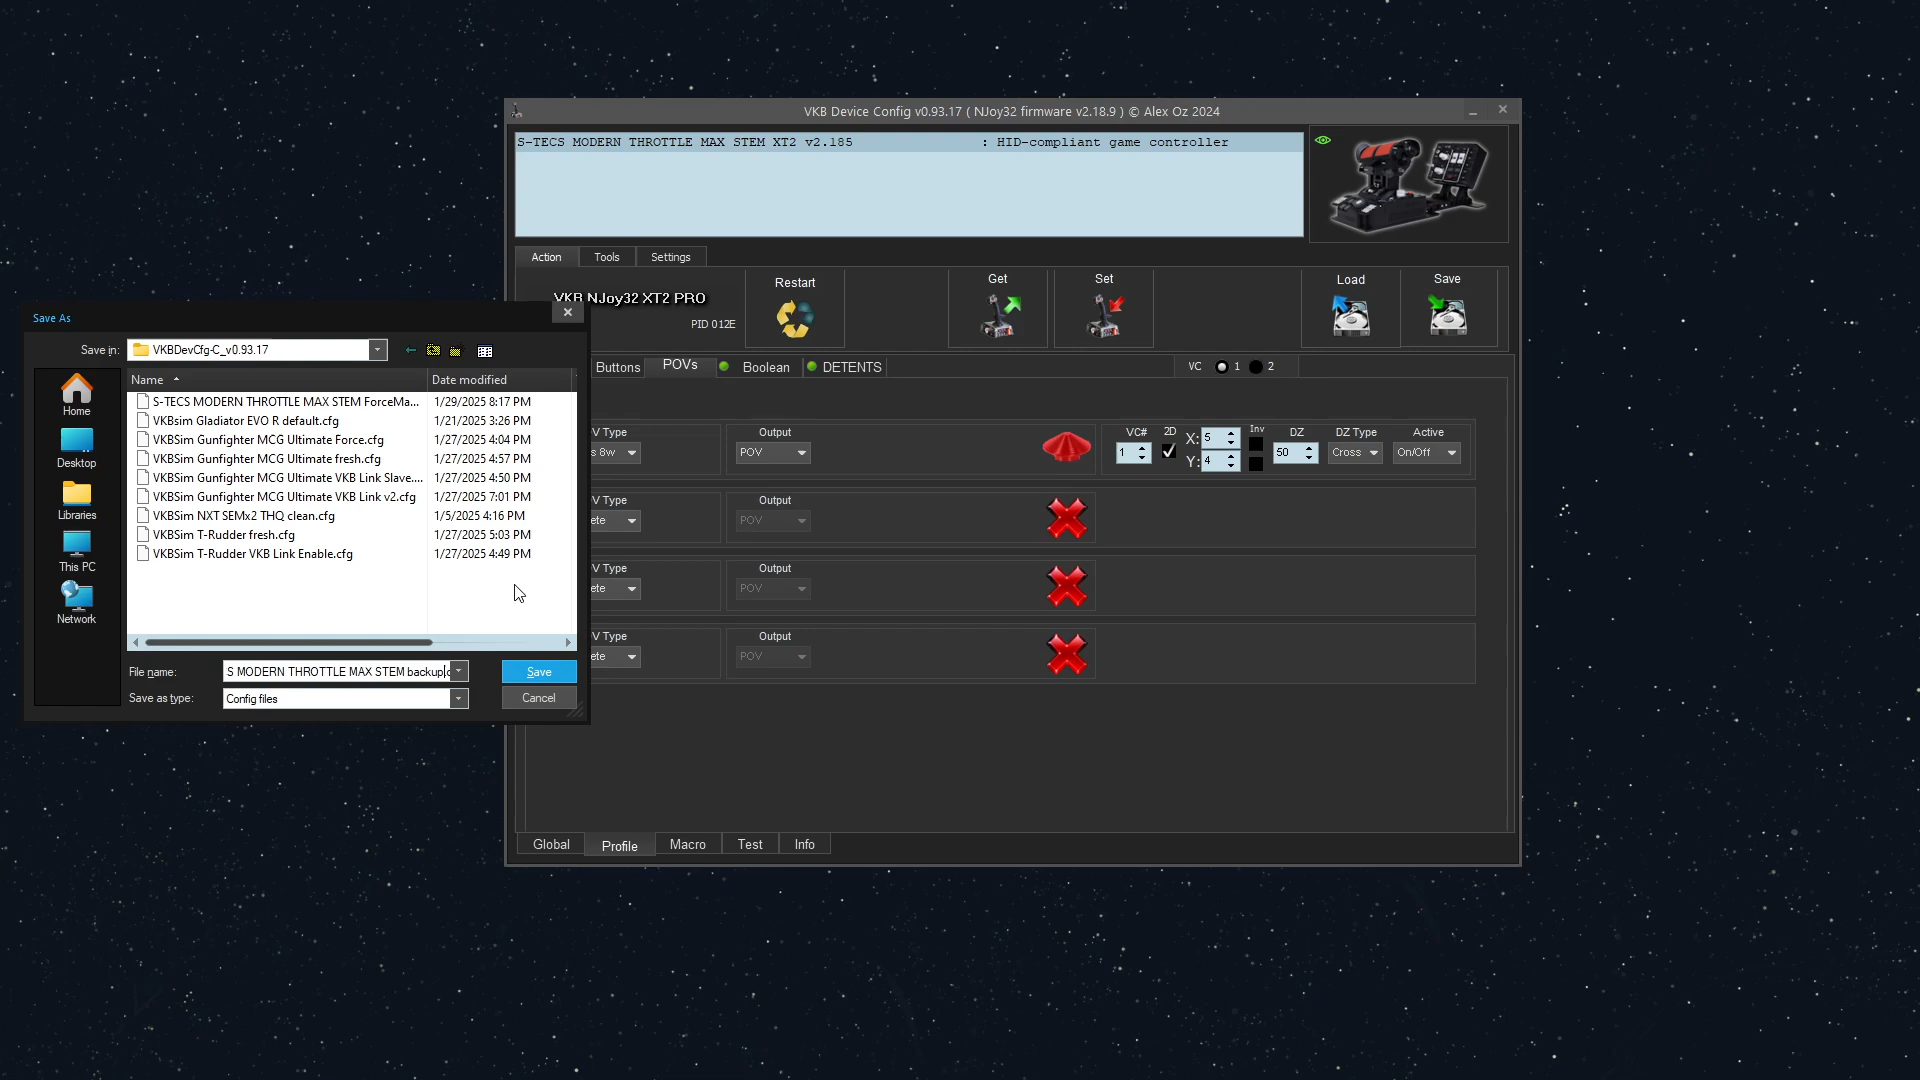 VKB Device Config v0.93.17 ( NJoy32 firmware v2.18.9 ) © Alex Oz 2024
S-TECS MODERN THROTTLE MAX STEM XT2 v2.185 : HID-compliant game controller
Action Tools Settings
VKB NJoy32 XT2 PRO
PID 012E
Restart
Get
Set
Load
Save
Buttons POVs Boolean DETENTS
VC 1 2
V Type Output VC# 2D X: 5 Inv DZ DZ Type Active
s 8w POV 1 Y: 4 50 Cross On/Off
V Type Output
ete POV
V Type Output
ete POV
V Type Output
ete POV
Global Profile Macro Test Info
Save As
Save in: VKBDevCfg-C_v0.93.17
Home
Desktop
Libraries
This PC
Network
Name Date modified
S-TECS MODERN THROTTLE MAX STEM ForceMa... 1/29/2025 8:17 PM
VKBsim Gladiator EVO R default.cfg 1/21/2025 3:26 PM
VKBSim Gunfighter MCG Ultimate Force.cfg 1/27/2025 4:04 PM
VKBSim Gunfighter MCG Ultimate fresh.cfg 1/27/2025 4:57 PM
VKBSim Gunfighter MCG Ultimate VKB Link Slave.... 1/27/2025 4:50 PM
VKBSim Gunfighter MCG Ultimate VKB Link v2.cfg 1/27/2025 7:01 PM
VKBSim NXT SEMx2 THQ clean.cfg 1/5/2025 4:16 PM
VKBSim T-Rudder fresh.cfg 1/27/2025 5:03 PM
VKBSim T-Rudder VKB Link Enable.cfg 1/27/2025 4:49 PM
File name: S MODERN THROTTLE MAX STEM backup.c Save
Save as type: Config files Cancel